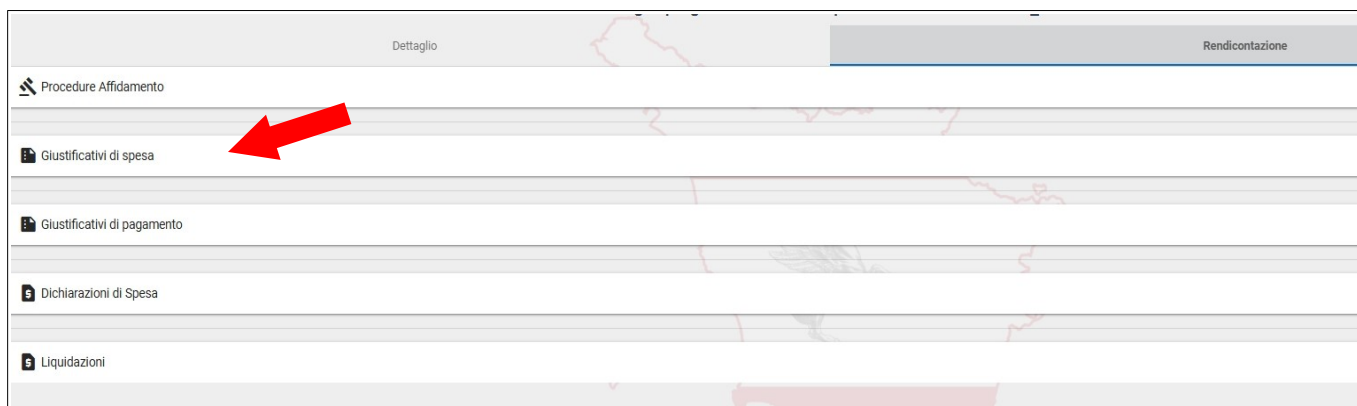 Dettaglio
Rendicontazione
Procedure Affidamento
Giustificativi di spesa
Giustificativi di pagamento
Dichiarazioni di Spesa
Liquidazioni